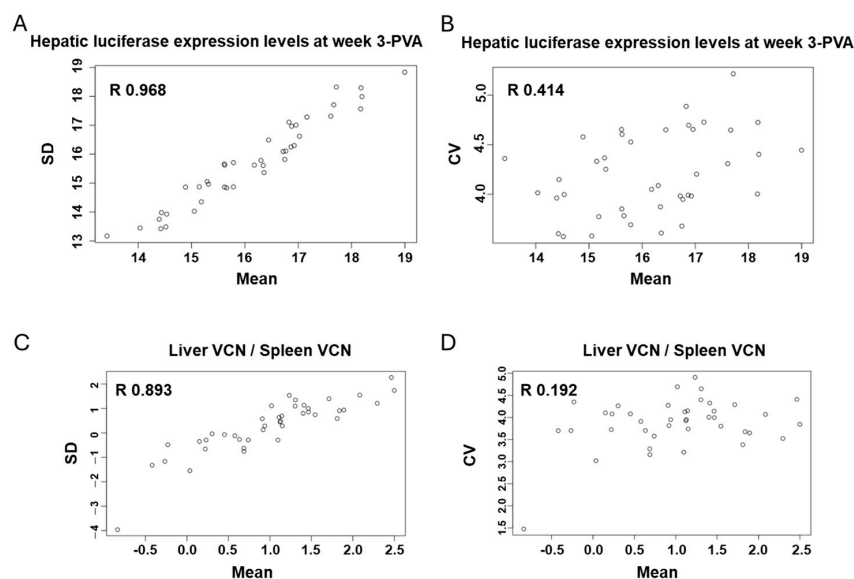 A
Hepatic luciferase expression levels at week 3-PVA
R 0.968
SD
19
18
17
16
15
14
13
14
15
16
17
18
19
Mean
B
Hepatic luciferase expression levels at week 3-PVA
R 0.414
CV
5.0
4.5
4.0
14
15
16
17
18
19
Mean
C
Liver VCN / Spleen VCN
R 0.893
SD
2
1
0
−1
−2
−3
−4
-0.5
0.0
0.5
1.0
1.5
2.0
2.5
Mean
D
Liver VCN / Spleen VCN
R 0.192
CV
5.0
4.5
4.0
3.5
3.0
2.5
2.0
1.5
-0.5
0.0
0.5
1.0
1.5
2.0
2.5
Mean